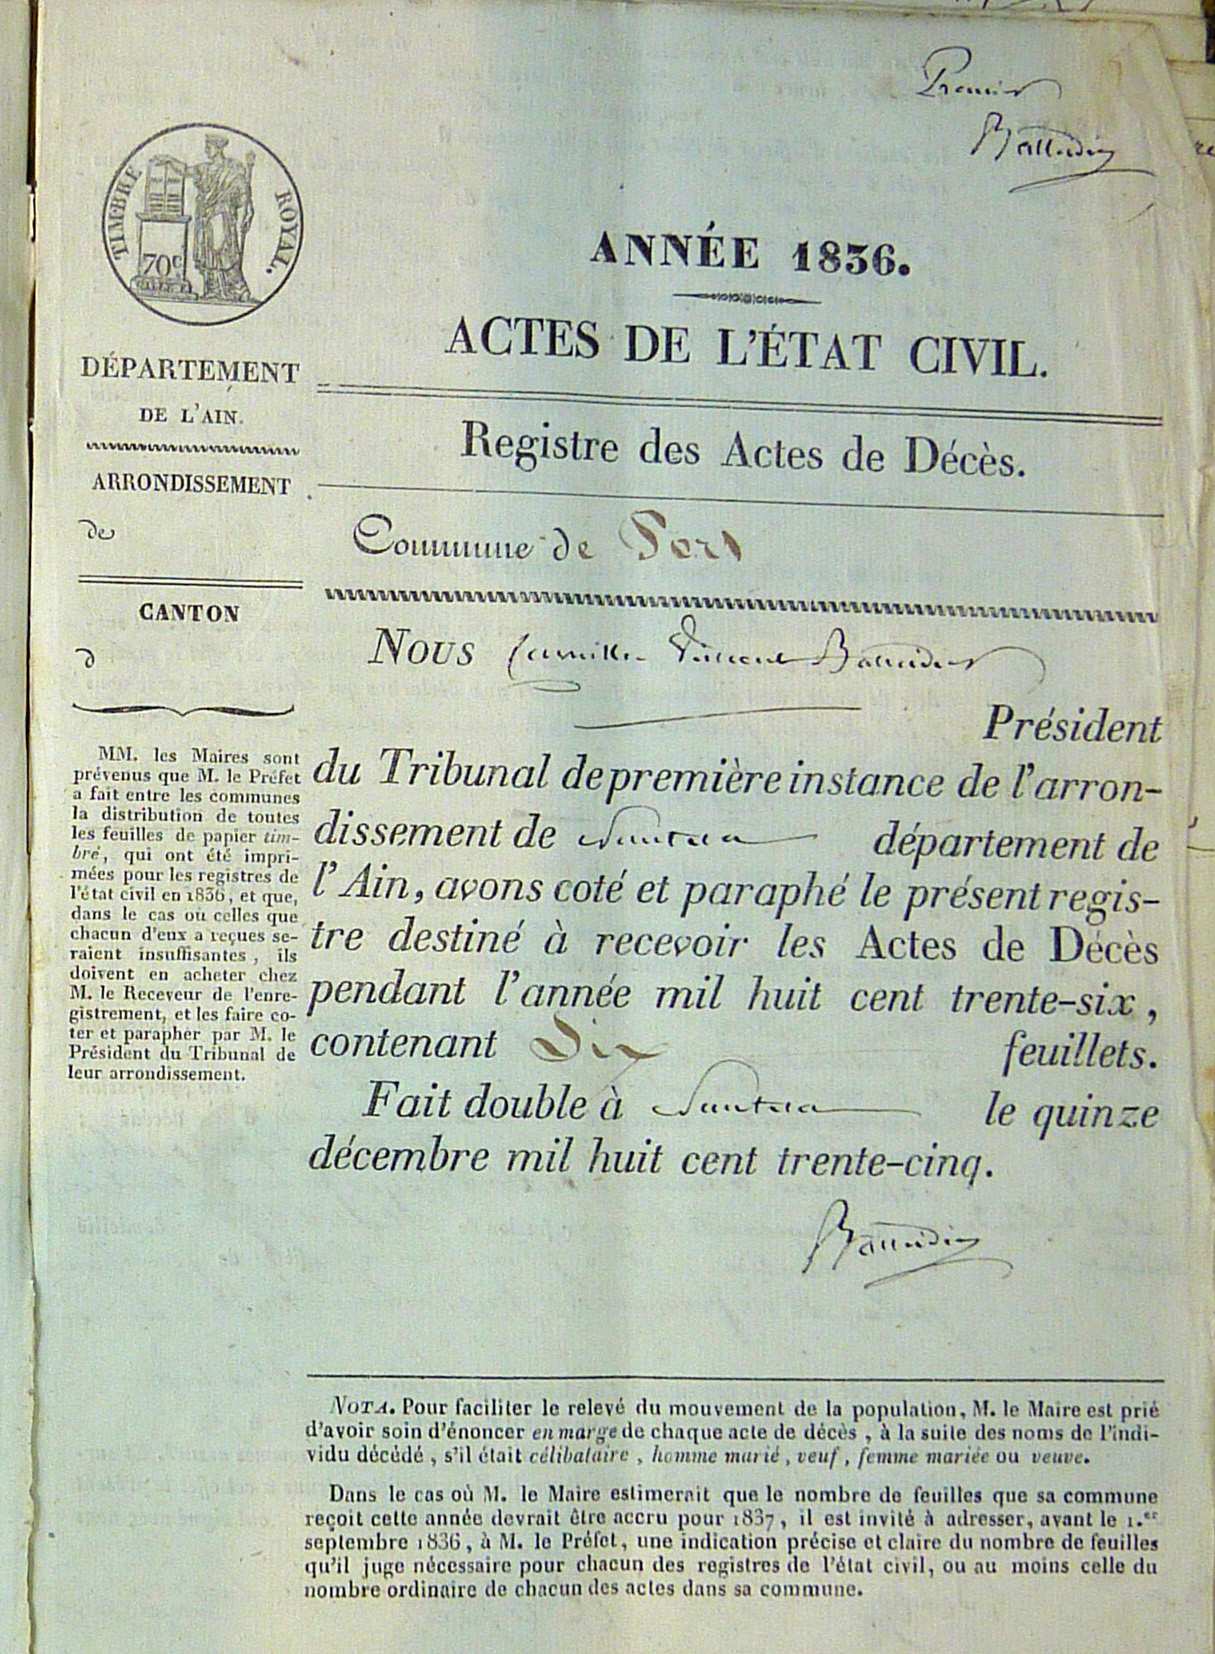 Premier
TIMBRE ROYAL.
70c
ANNÉE 1836.
ACTES DE L'ÉTAT CIVIL.
DÉPARTEMENT
DE L'AIN.
ARRONDISSEMENT
de
CANTON
d
MM. les Maires sont
prévenus que M. le Préfet
a fait entre les communes
la distribution de toutes
les feuilles de papier tim-
bré, qui ont été impri-
mées pour les registres de
l'état civil en 1836, et que,
dans le cas où celles que
chacun d'eux a reçues se-
raient insuffisantes, ils
doivent en acheter chez
M. le Receveur de l'enre-
gistrement, et les faire co-
ter et parapher par M. le
Président du Tribunal de
leur arrondissement.
Registre des Actes de Décès.
Commune de Port
Nous Camille Vincent
Président
du Tribunal de première instance de l'arron-
dissement de Nantua département de
l'Ain, avons coté et paraphé le présent regis-
tre destiné à recevoir les Actes de Décès
pendant l'année mil huit cent trente-six,
contenant Dix feuillets.
Fait double à Nantua le quinze
décembre mil huit cent trente-cinq.
NOTA. Pour faciliter le relevé du mouvement de la population, M. le Maire est prié
d'avoir soin d'énoncer en marge de chaque acte de décès, à la suite des noms de l'indi-
vidu décédé, s'il était célibataire, homme marié, veuf, femme mariée ou veuve.
Dans le cas où M. le Maire estimerait que le nombre de feuilles que sa commune
reçoit cette année devrait être accru pour 1837, il est invité à adresser, avant le 1.er
septembre 1836, à M. le Préfet, une indication précise et claire du nombre de feuilles
qu'il juge nécessaire pour chacun des registres de l'état civil, ou au moins celle du
nombre ordinaire de chacun des actes dans sa commune.